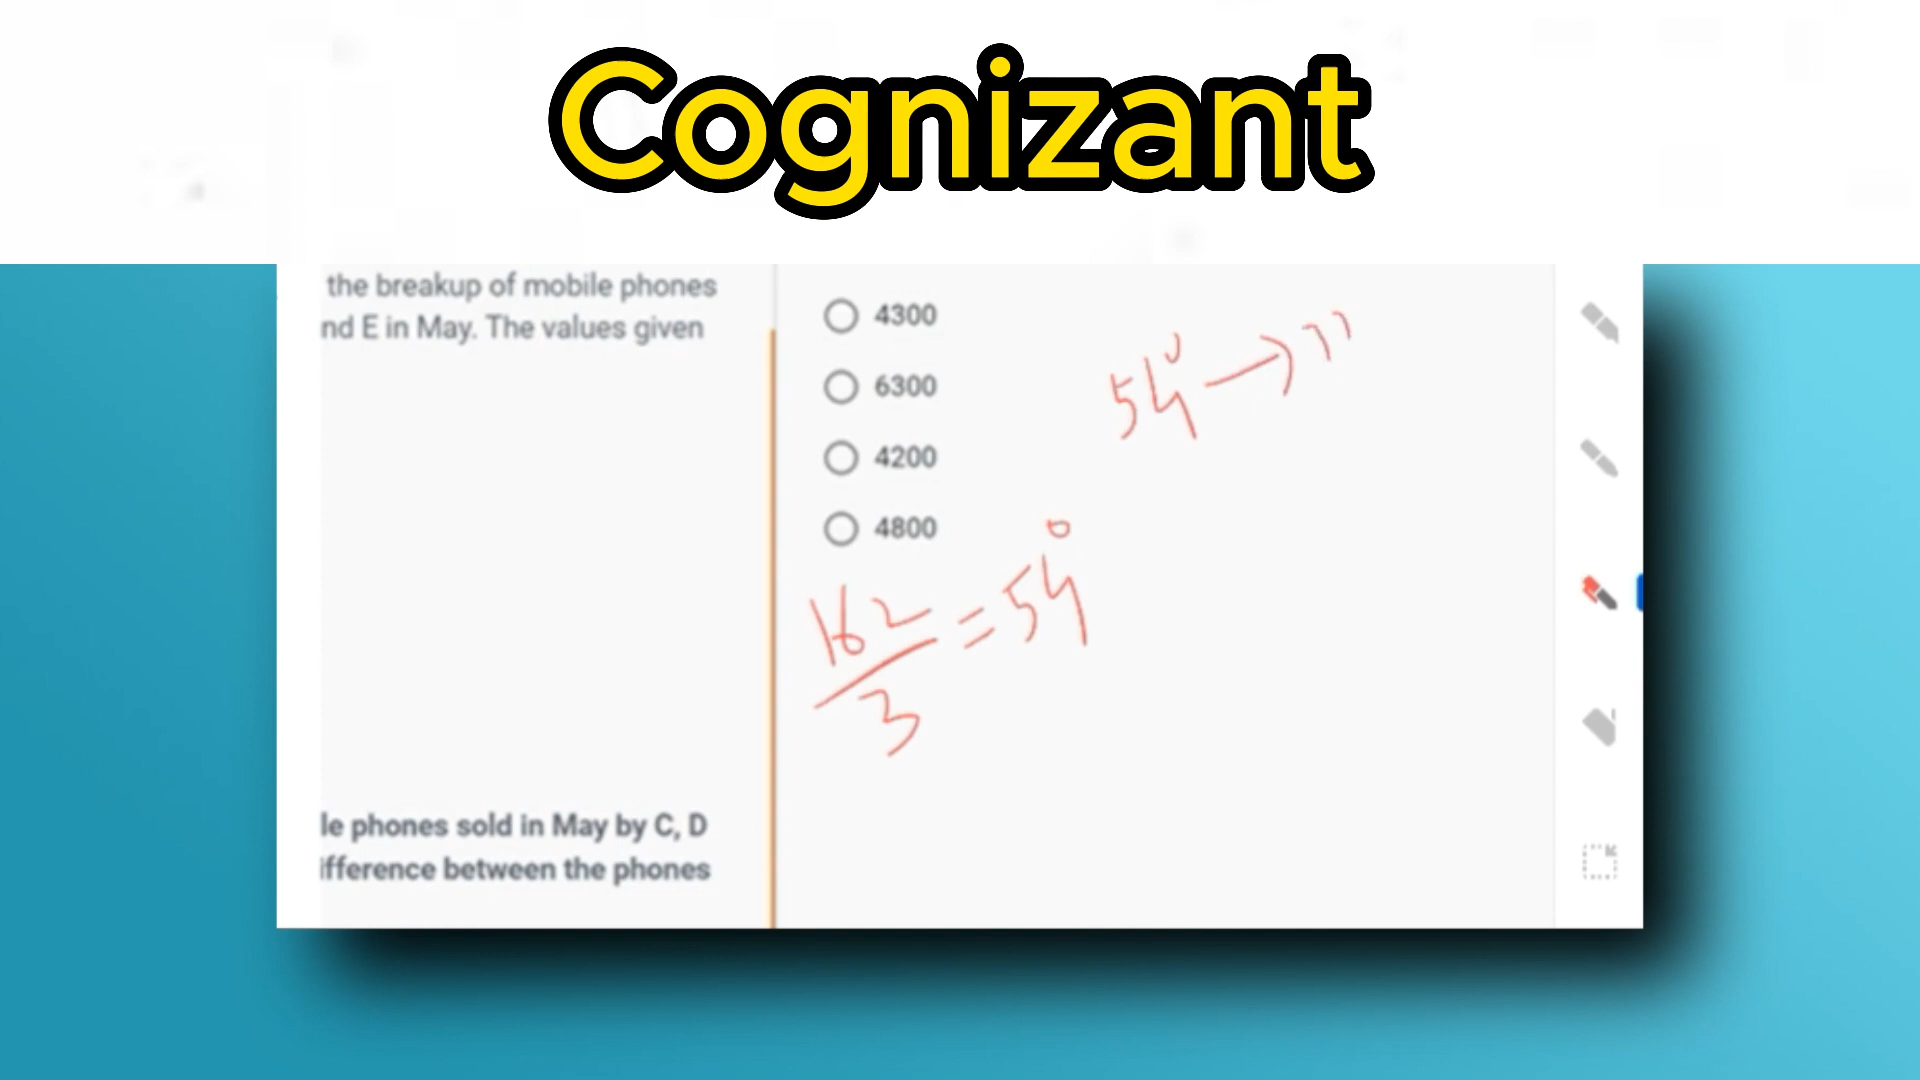 Cognizant
the breakup of mobile phones
nd E in May. The values given
le phones sold in May by C, D
ifference between the phones
4300
6300
4200
4800
54° → ))
162/3 = 54°